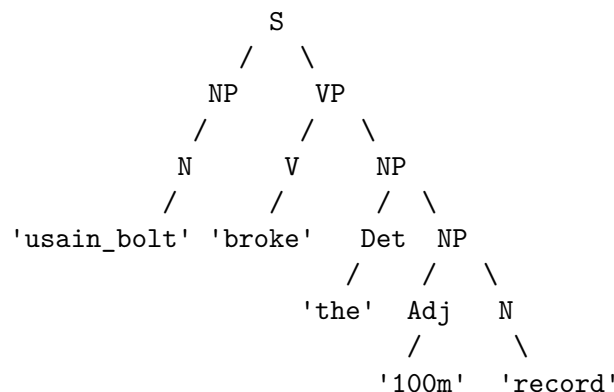 S
NP VP
N V NP
'usain_bolt' 'broke' Det NP
'the' Adj N
'100m' 'record'